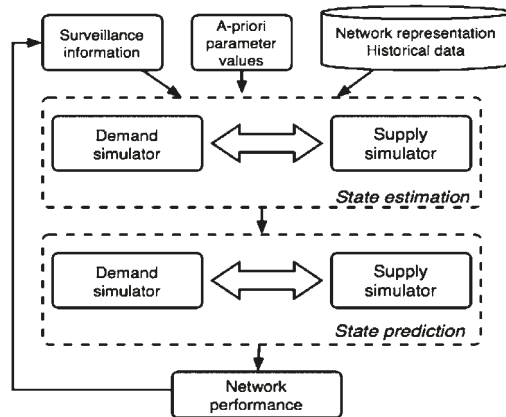 Surveillance
information
A-priori
parameter
values
Network representation
Historical data
Demand
simulator
Supply
simulator
State estimation
Demand
simulator
Supply
simulator
State prediction
Network
performance